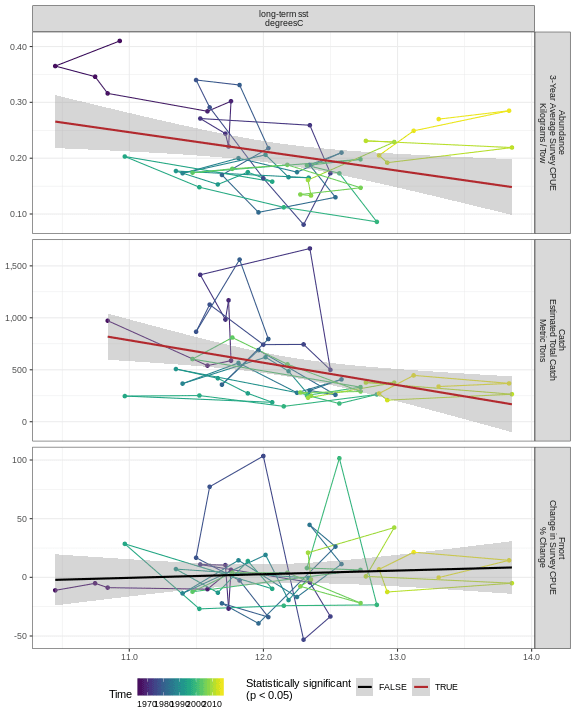 long-term sst
degreesC
0.40
0.30
0.20
0.10
Abundance
3-Year Average Survey CPUE
Kilograms / Tow
1,500
1,000
500
0
Catch
Estimated Total Catch
Metric Tons
100
50
0
-50
Fmort
Change in Survey CPUE
% Change
11.0 12.0 13.0 14.0
Time
1970 1980 1990 2000 2010
Statistically significant
(p < 0.05)
FALSE TRUE